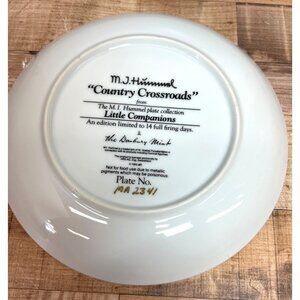 M.J. Hummel
"Country Crossroads"
from
The M.I. Hummel plate collection
Little Companions
An edition limited to 14 full firing days.
The Danbury Mint
Not for food use due to metallic
pigments which may be poisonous.
Plate No.
MA 2341